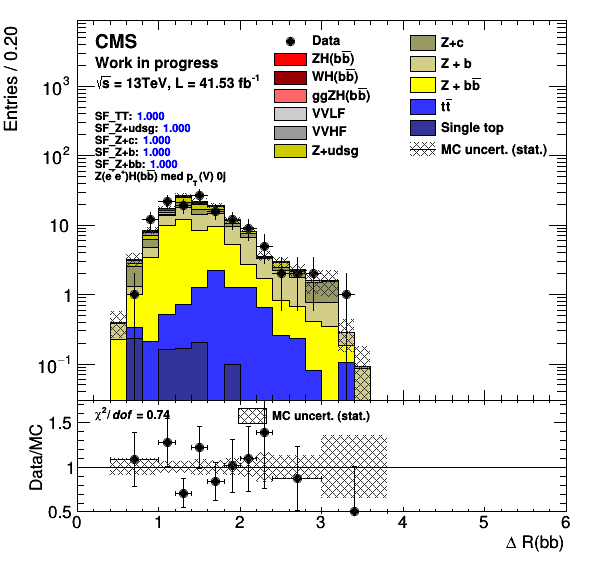 CMS
Work in progress
√s = 13TeV, L = 41.53 fb⁻¹
SF_TT: 1.000
SF_Z+udsg: 1.000
SF_Z+c: 1.000
SF_Z+b: 1.000
SF_Z+bb: 1.000
Z(e⁺e⁻)H(bb̅) med p_T(V) 0j
Data
ZH(bb̅)
WH(bb̅)
ggZH(bb̅)
VVLF
VVHF
Z+udsg
Z+c
Z + b
Z + bb̅
tt̅
Single top
MC uncert. (stat.)
Entries / 0.20
10³
10²
10
1
10⁻¹
χ²/dof = 0.74
MC uncert. (stat.)
Data/MC
1.5
1
0.5
0 1 2 3 4 5 6
Δ R(bb)